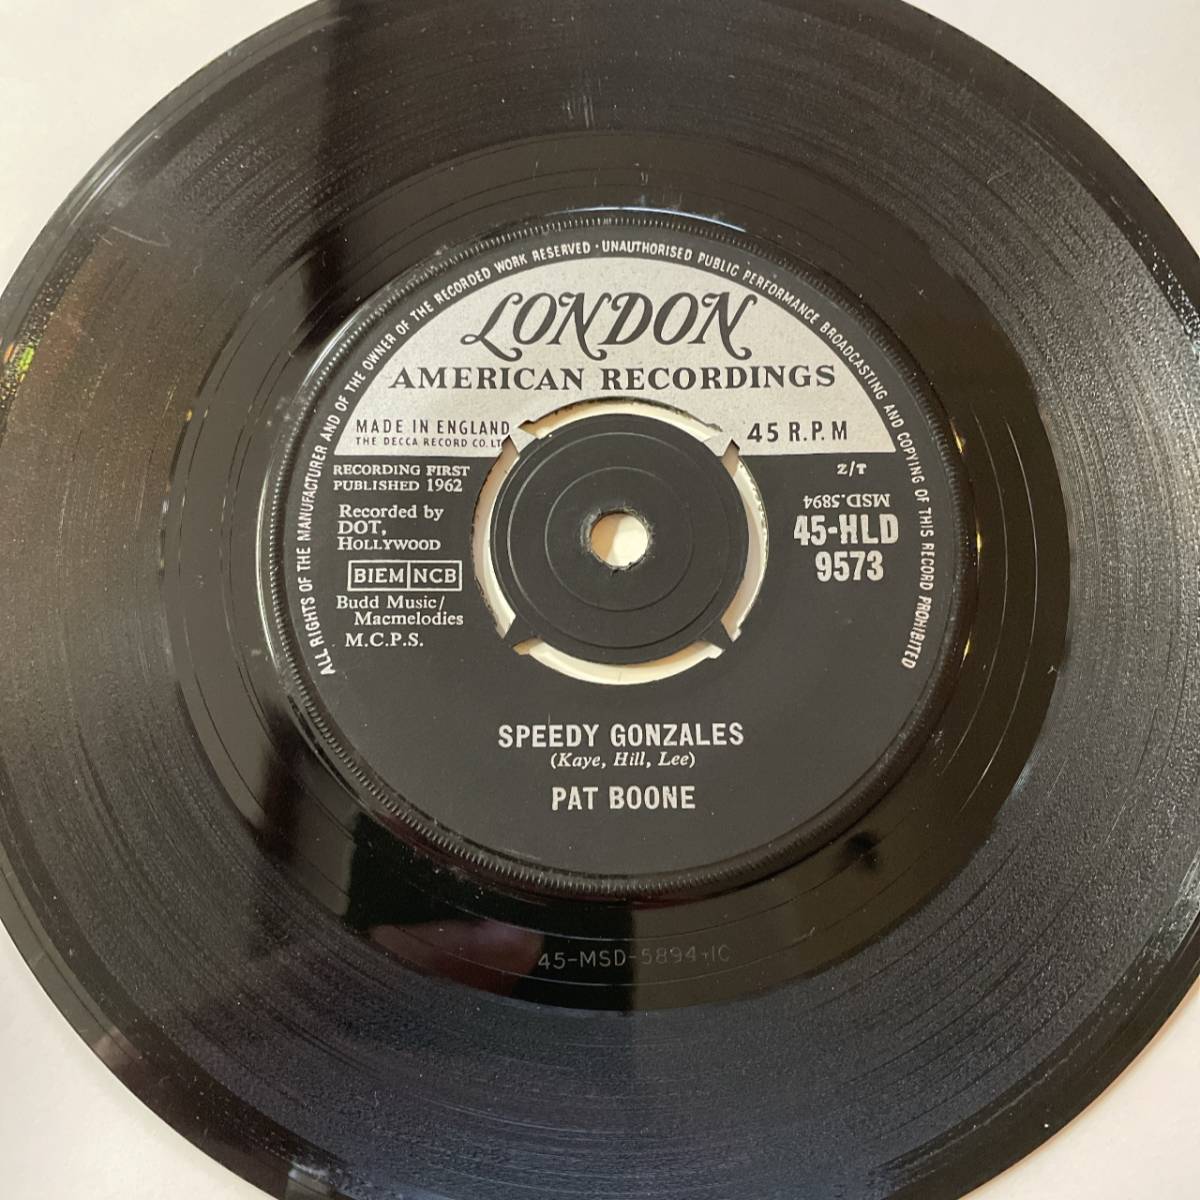 ALL RIGHTS OF THE MANUFACTURER AND OF THE OWNER OF THE RECORDED WORK RESERVED · UNAUTHORISED PUBLIC PERFORMANCE BROADCASTING AND COPYING OF THIS RECORD PROHIBITED
LONDON
AMERICAN RECORDINGS
MADE IN ENGLAND
THE DECCA RECORD CO. LT
45 R.P.M
RECORDING FIRST
PUBLISHED 1962
Recorded by
DOT,
HOLLYWOOD
BIEM NCB
Budd Music/
Macmelodies
M.C.P.S.
Z/T
MSD.5894
45-HLD
9573
SPEEDY GONZALES
(Kaye, Hill, Lee)
PAT BOONE
45-MSD-5894-1C